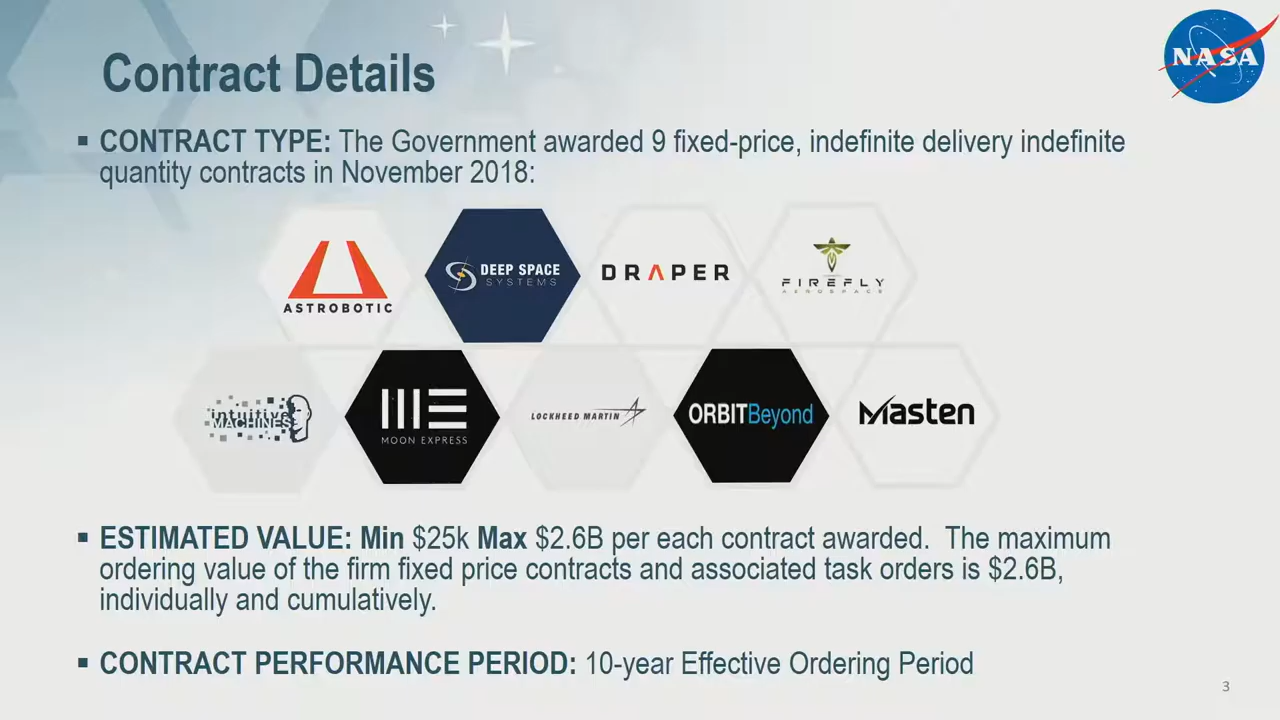 NASA
Contract Details
▪ CONTRACT TYPE: The Government awarded 9 fixed-price, indefinite delivery indefinite
quantity contracts in November 2018:
ASTROBOTIC
DEEP SPACE
SYSTEMS
DRAPER
FIREFLY
AEROSPACE
intuitive
MACHINES
MOON EXPRESS
LOCKHEED MARTIN
ORBITBeyond
Masten
▪ ESTIMATED VALUE: Min $25k Max $2.6B per each contract awarded.  The maximum
ordering value of the firm fixed price contracts and associated task orders is $2.6B,
individually and cumulatively.
▪ CONTRACT PERFORMANCE PERIOD: 10-year Effective Ordering Period
3